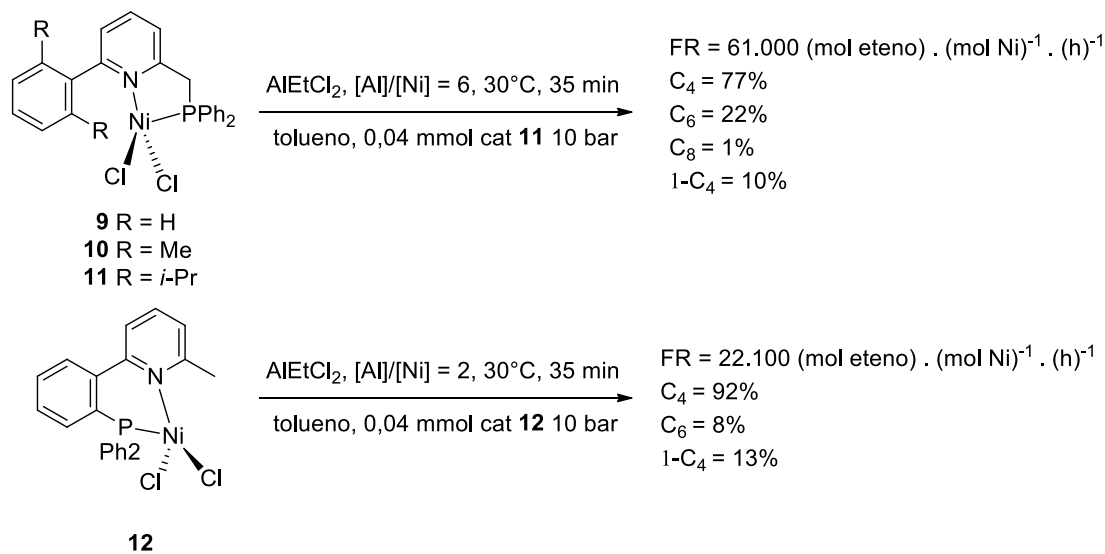 R
N
R
Ni
PPh2
Cl
Cl
9 R = H
10 R = Me
11 R = i-Pr
AlEtCl2, [Al]/[Ni] = 6, 30°C, 35 min
tolueno, 0,04 mmol cat 11 10 bar
FR = 61.000 (mol eteno) . (mol Ni)-1 . (h)-1
C4 = 77%
C6 = 22%
C8 = 1%
1-C4 = 10%
N
P
Ph2
Ni
Cl
Cl
12
AlEtCl2, [Al]/[Ni] = 2, 30°C, 35 min
tolueno, 0,04 mmol cat 12 10 bar
FR = 22.100 (mol eteno) . (mol Ni)-1 . (h)-1
C4 = 92%
C6 = 8%
1-C4 = 13%